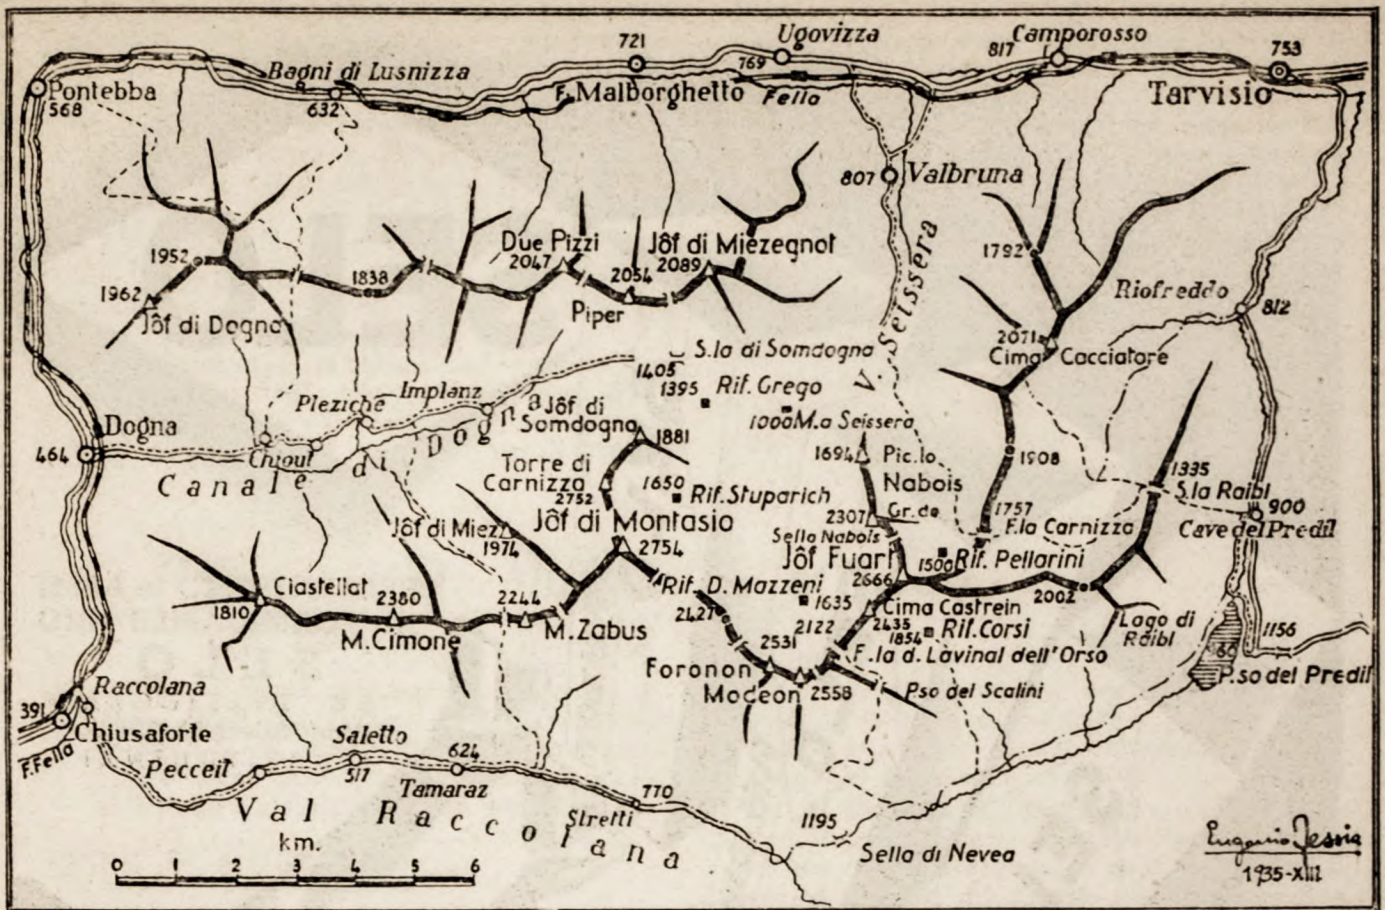 Ugovizza
Camporosso
721
769
817
753
Bagni di Lusnizza
Pontebba
568
632
F. Malborghetto
Fella
Tarvisio
807
Valbruna
Due Pizzi
2047
Jôf di Miezegnot
2089
2054
Piper
1952
1838
1962
Jôf di Dogna
1792
V. Seissera
Riofreddo
812
2071
Cima Cacciatore
S.la di Somdogna
1405
1395
Rif. Grego
1000
M.a Seissera
Implanz
Pleziche
Chiout
Dogna
464
Canale di Dogna
Jôf di
Somdogna
1881
Torre di
Carnizza
2752
1650
Rif. Stuparich
1694
Pic.lo
Nabois
Gr.de
2307
Sella Nabois
1908
1757
F.la Carnizza
1335
S.la Raibl
900
Cave del Predil
Jôf di Miez
1974
Jôf di Montasio
2754
Jôf Fuart
2666
1500
Rif. Pellarini
Rif. D. Mazzeni
1635
2427
2122
Cima Castrein
2435
1854
Rif. Corsi
2002
Lago di
Raibl
1156
P.so del Predil
Ciastellat
1810
2380
M. Cimone
2244
M. Zabus
2531
Foronon
Modeon
2558
F.la d. Lavinal dell'Orso
P.so del Scalini
Raccolana
391
Chiusaforte
F. Fella
Pecceit
Saletto
517
624
Tamaraz
770
Stretti
Val Raccolana
1195
Sella di Nevea
km.
0 1 2 3 4 5 6
Eugenio Dessia
1935-XIII